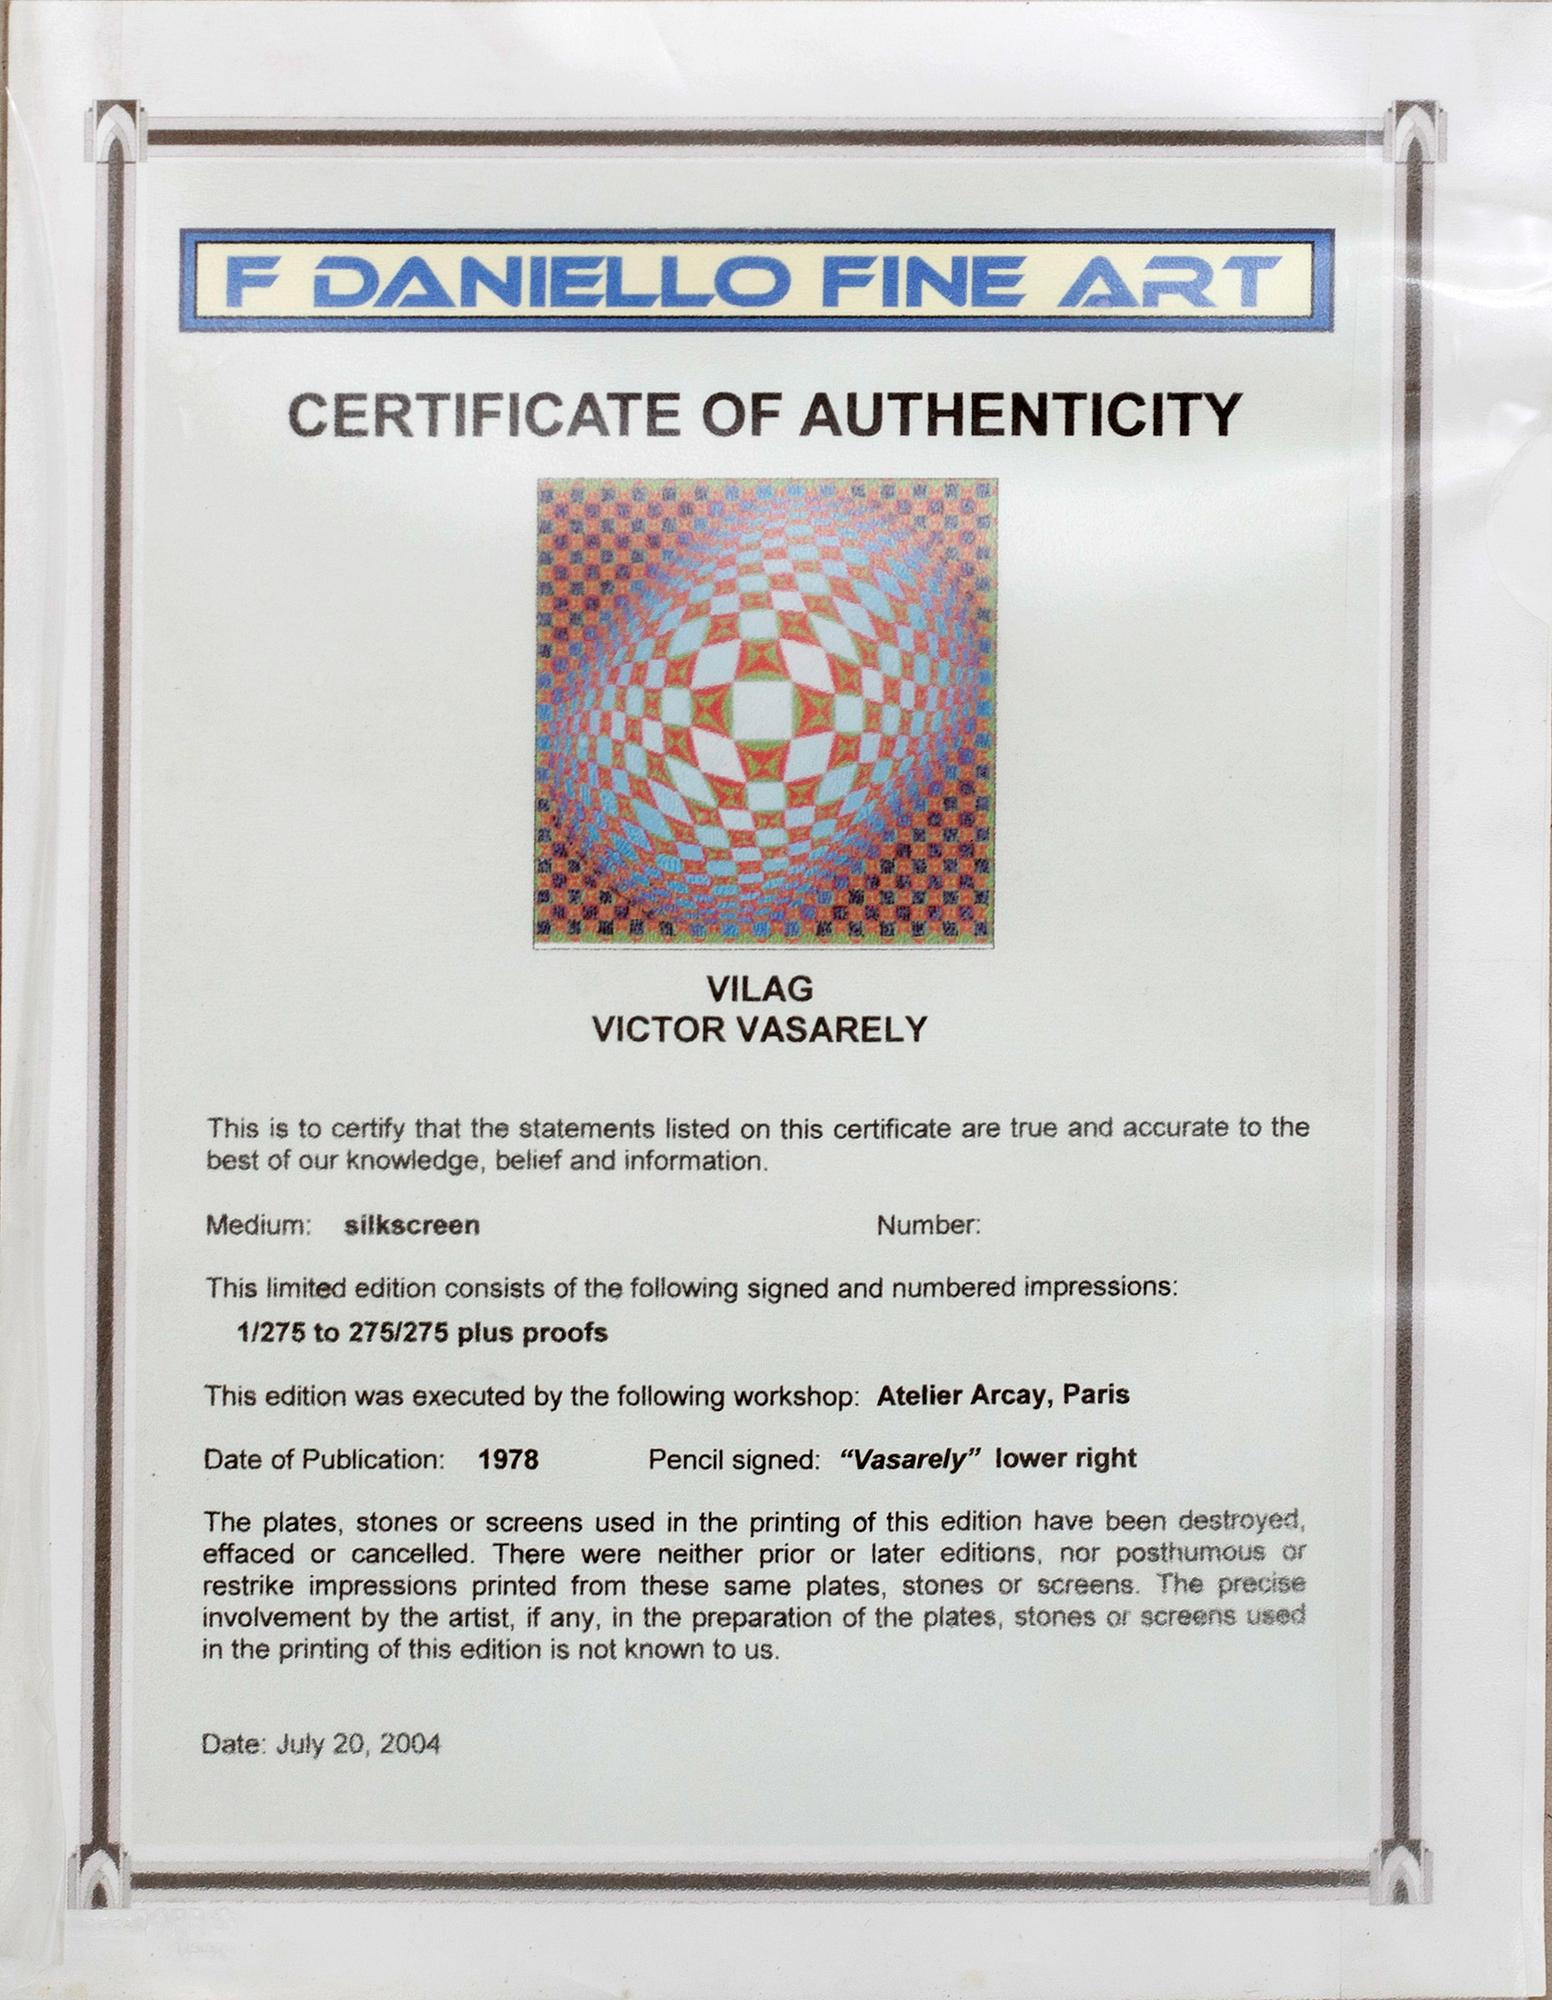 F DANIELLO FINE ART
CERTIFICATE OF AUTHENTICITY
VILAG
VICTOR VASARELY
This is to certify that the statements listed on this certificate are true and accurate to the
best of our knowledge, belief and information.
Medium: silkscreen Number:
This limited edition consists of the following signed and numbered impressions:
1/275 to 275/275 plus proofs
This edition was executed by the following workshop: Atelier Arcay, Paris
Date of Publication: 1978 Pencil signed: “Vasarely” lower right
The plates, stones or screens used in the printing of this edition have been destroyed,
effaced or cancelled. There were neither prior or later editions, nor posthumous or
restrike impressions printed from these same plates, stones or screens. The precise
involvement by the artist, if any, in the preparation of the plates, stones or screens used
in the printing of this edition is not known to us.
Date: July 20, 2004